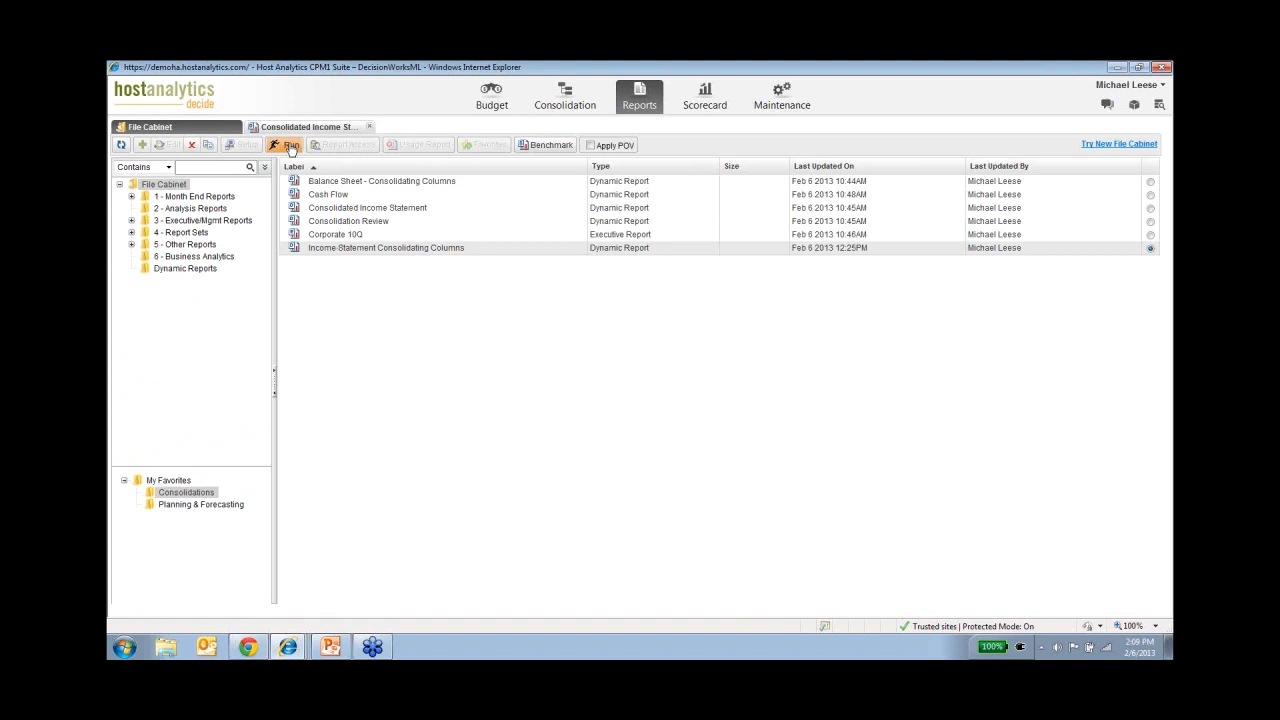 https://demoha.hostanalytics.com/ - Host Analytics CPM1 Suite – DecisionWorksML - Windows Internet Explorer
hostanalytics
decide
Budget
Consolidation
Reports
Scorecard
Maintenance
Michael Leese
File Cabinet
Consolidated Income St...
Edit
Setup
Run
Report Access
Usage Report
Favorites
Benchmark
Apply POV
Try New File Cabinet
Contains
Label Type Size Last Updated On Last Updated By
File Cabinet
1 - Month End Reports
2 - Analysis Reports
3 - Executive/Mgmt Reports
4 - Report Sets
5 - Other Reports
6 - Business Analytics
Dynamic Reports
Balance Sheet - Consolidating Columns Dynamic Report Feb 6 2013 10:44AM Michael Leese
Cash Flow Dynamic Report Feb 6 2013 10:48AM Michael Leese
Consolidated Income Statement Dynamic Report Feb 6 2013 10:45AM Michael Leese
Consolidation Review Dynamic Report Feb 6 2013 10:45AM Michael Leese
Corporate 10Q Executive Report Feb 6 2013 10:46AM Michael Leese
Income Statement Consolidating Columns Dynamic Report Feb 6 2013 12:25PM Michael Leese
My Favorites
Consolidations
Planning & Forecasting
Trusted sites | Protected Mode: On
100%
100%
2:09 PM
2/6/2013